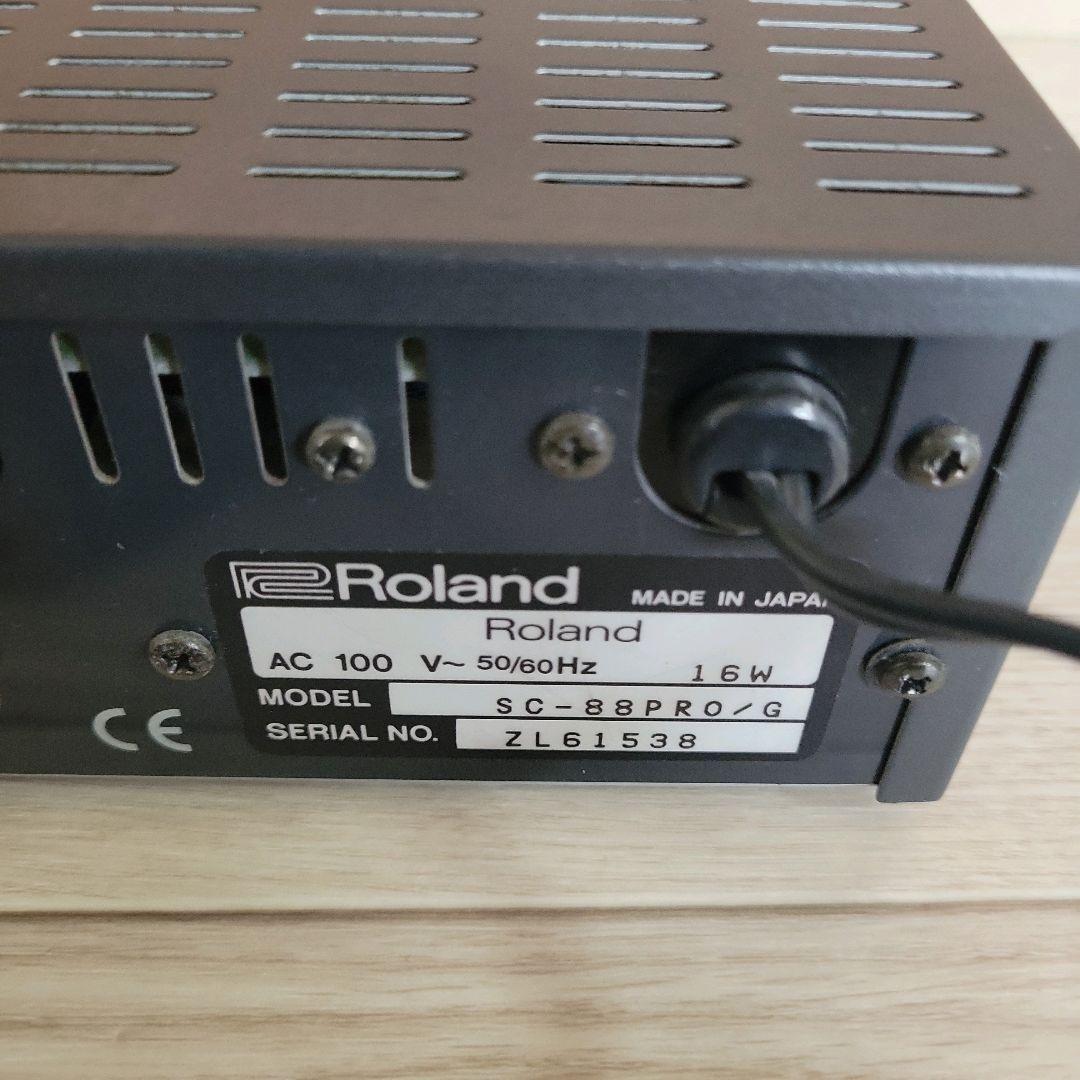 Roland MADE IN JAPA
Roland
AC 100 V~ 50/60Hz 16W
MODEL SC-88PRO/G
SERIAL NO. ZL61538
CE